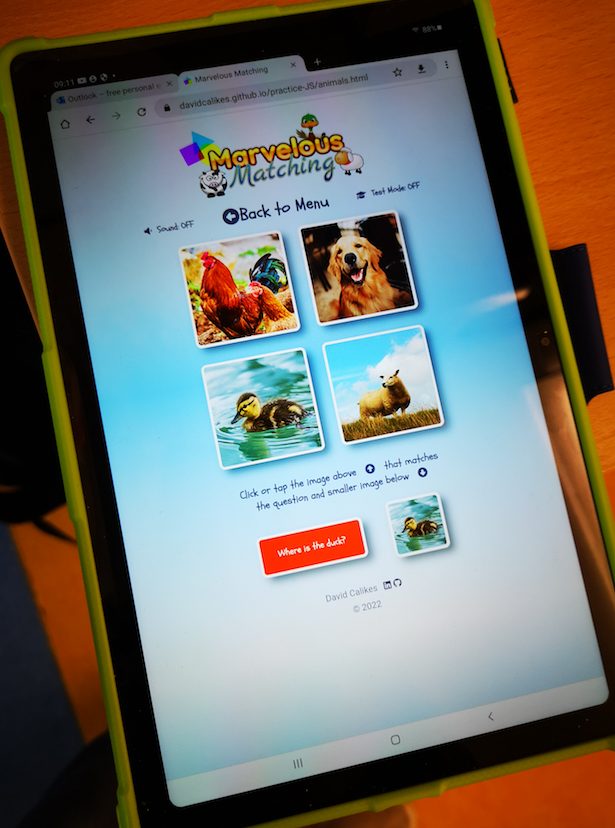 09:11
88%
Outlook – free personal
Marvelous Matching
davidcalikes.github.io/practice-JS/animals.html
Marvelous
Matching
Back to Menu
Sound: OFF
Test Mode: OFF
Click or tap the image above that matches
the question and smaller image below
Where is the duck?
David Calikes
© 2022